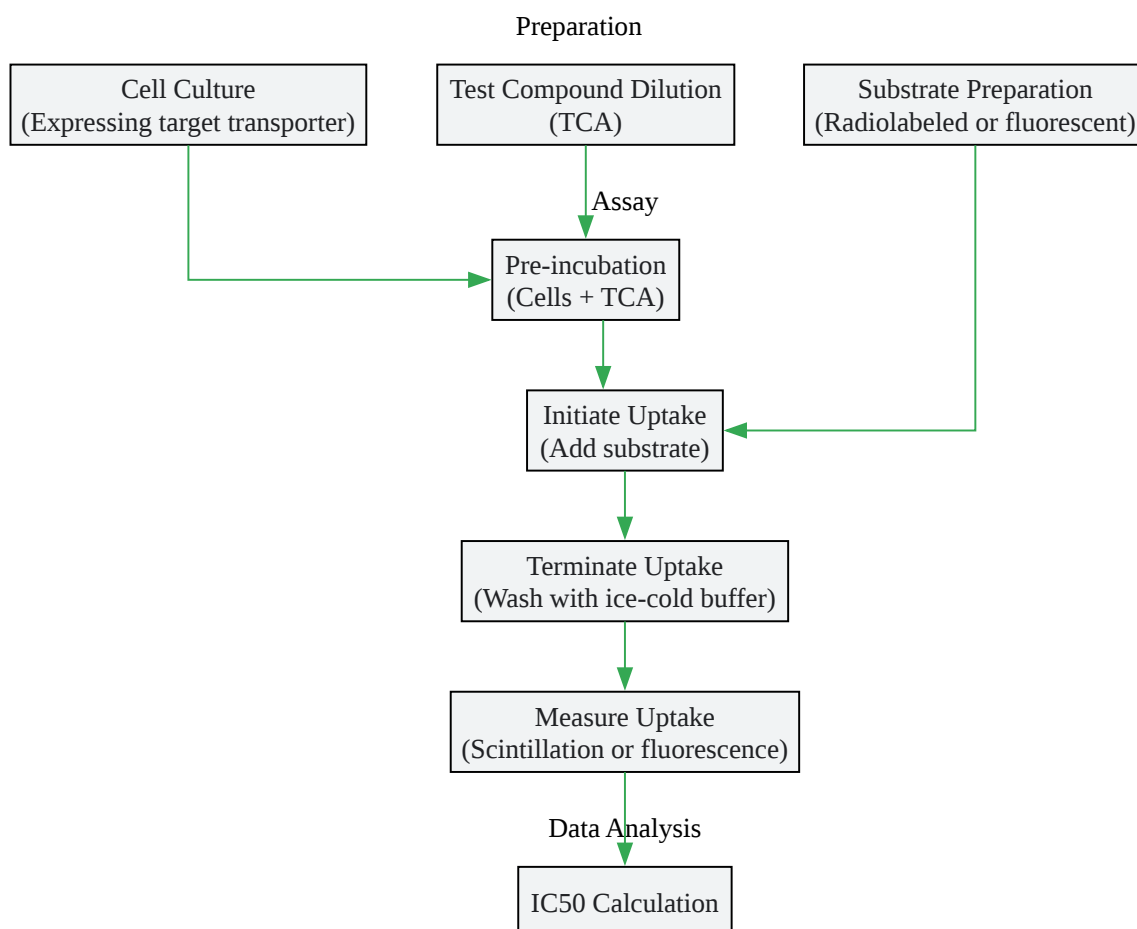 Preparation
Cell Culture
(Expressing target transporter)
Test Compound Dilution
(TCA)
Substrate Preparation
(Radiolabeled or fluorescent)
Assay
Pre-incubation
(Cells + TCA)
Initiate Uptake
(Add substrate)
Terminate Uptake
(Wash with ice-cold buffer)
Measure Uptake
(Scintillation or fluorescence)
Data Analysis
IC50 Calculation